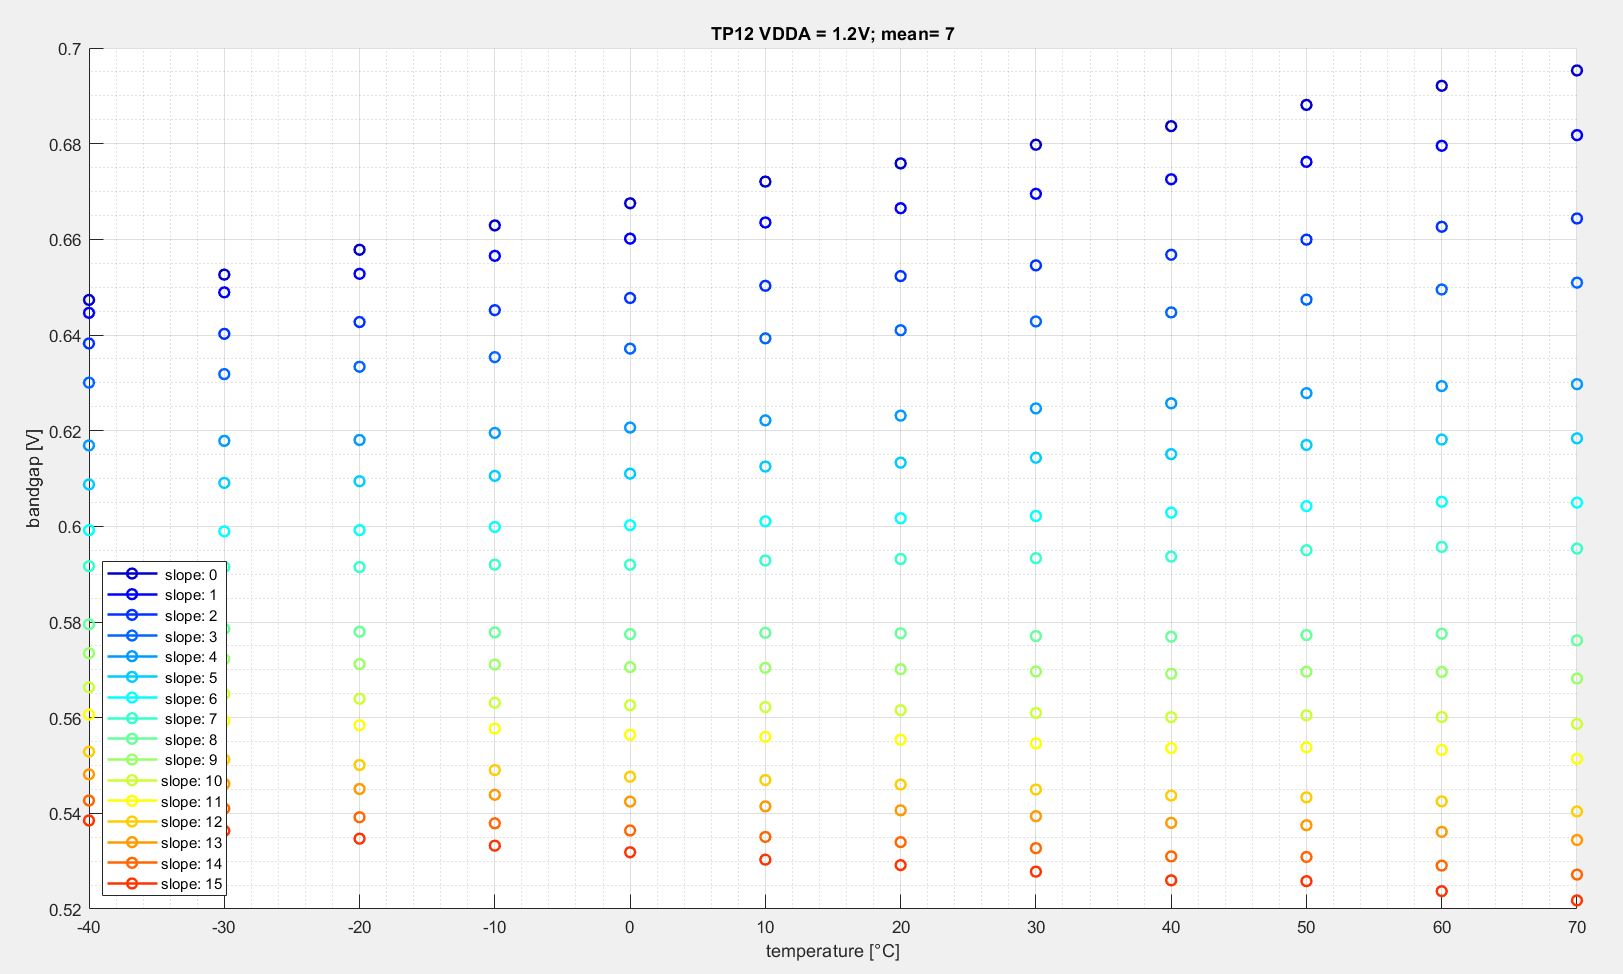 TP12 VDDA = 1.2V; mean= 7
0.7
0.68
0.66
0.64
0.62
0.6
0.58
0.56
0.54
0.52
bandgap [V]
slope: 0
slope: 1
slope: 2
slope: 3
slope: 4
slope: 5
slope: 6
slope: 7
slope: 8
slope: 9
slope: 10
slope: 11
slope: 12
slope: 13
slope: 14
slope: 15
-40 -30 -20 -10 0 10 20 30 40 50 60 70
temperature [°C]